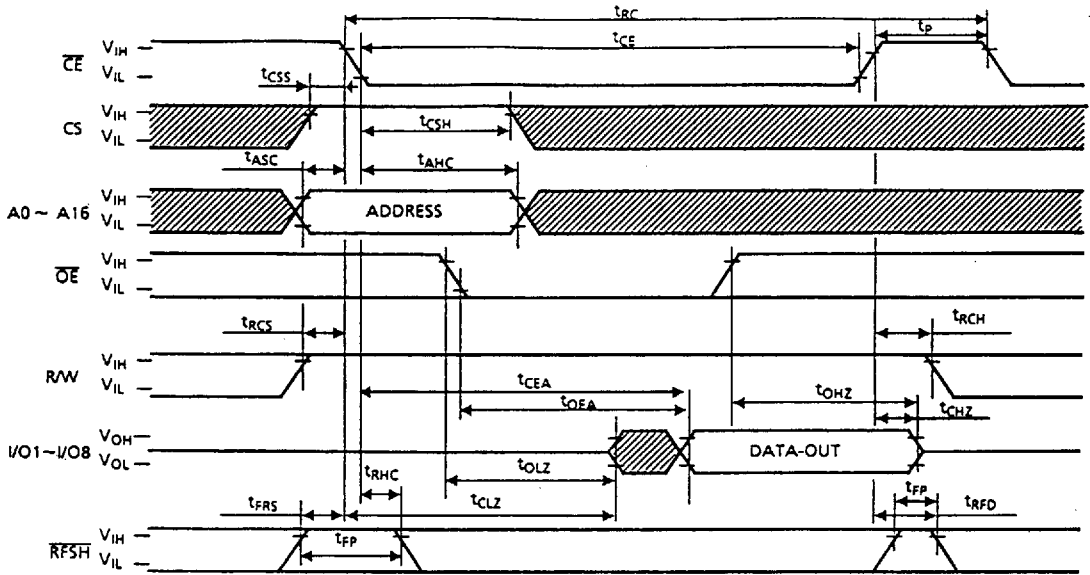 tRC
VIH
tCE
tP
CE
VIL
tCSS
VIH
CS
tCSH
VIL
tASC
tAHC
VIH
A0 ~ A16
ADDRESS
VIL
VIH
OE
VIL
tRCS
tRCH
VIH
R/W
VIL
tCEA
tOHZ
tOEA
tCHZ
VOH
I/O1~I/O8
DATA-OUT
VOL
tRHC
tOLZ
tFRS
tCLZ
tFP
tRFD
VIH
tFP
RFSH
VIL